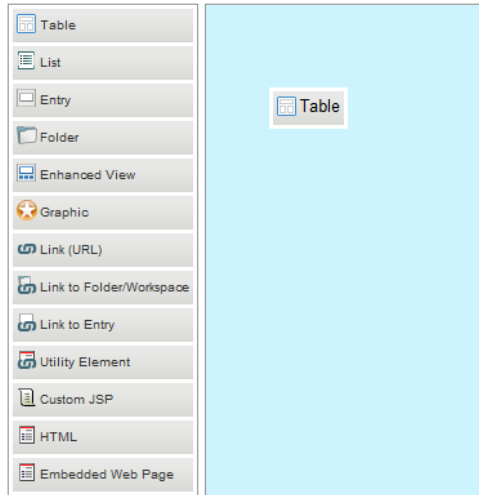 Table
List
Entry
Folder
Enhanced View
Graphic
Link (URL)
Link to Folder/Workspace
Link to Entry
Utility Element
Custom JSP
HTML
Embedded Web Page
Table